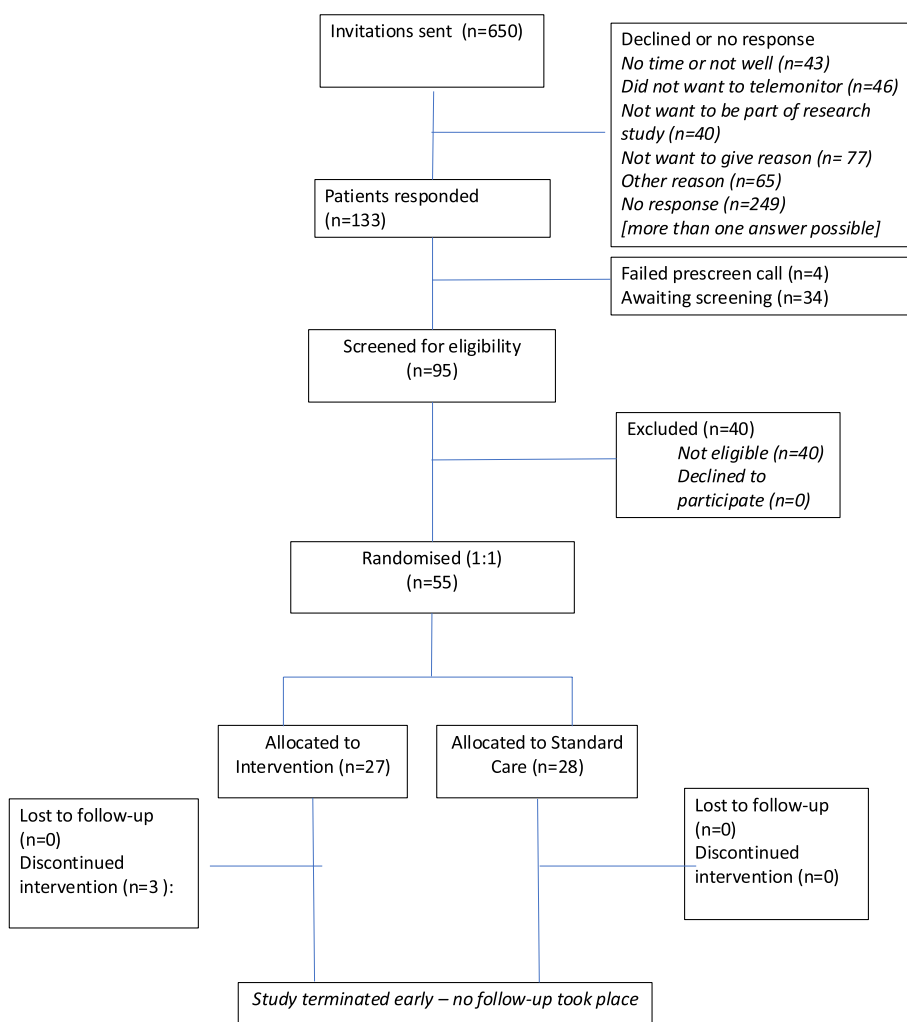 Invitations sent  (n=650)
Declined or no response
No time or not well (n=43)
Did not want to telemonitor (n=46)
Not want to be part of research
study (n=40)
Not want to give reason (n= 77)
Other reason (n=65)
No response (n=249)
[more than one answer possible]
Patients responded
(n=133)
Failed prescreen call (n=4)
Awaiting screening (n=34)
Screened for eligibility
(n=95)
Excluded (n=40)
Not eligible (n=40)
Declined to
participate (n=0)
Randomised (1:1)
(n=55)
Allocated to
Intervention (n=27)
Allocated to Standard
Care (n=28)
Lost to follow-up
(n=0)
Discontinued
intervention (n=3 ):
Lost to follow-up
(n=0)
Discontinued
intervention (n=0)
Study terminated early – no follow-up took place